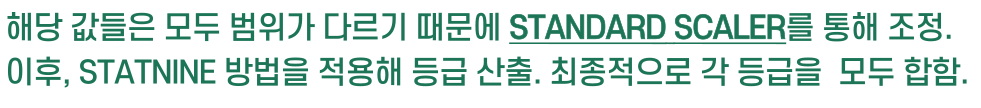 해당 값들은 모두 범위가 다르기 때문에 STANDARD SCALER를 통해 조정.
이후, STATNINE 방법을 적용해 등급 산출. 최종적으로 각 등급을 모두 합함.